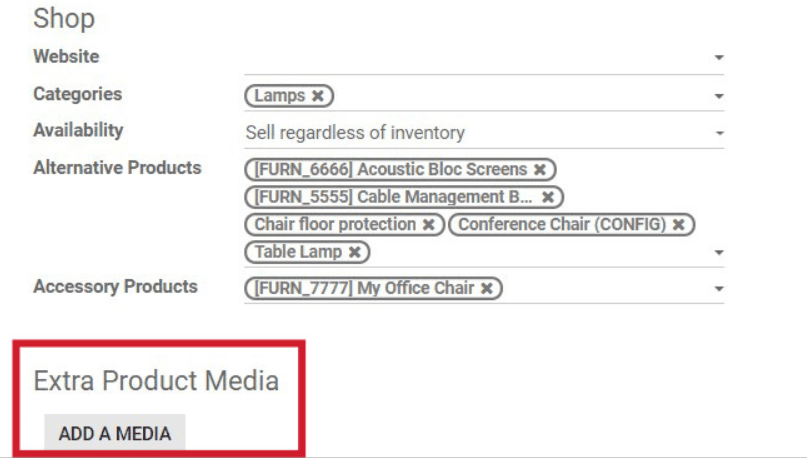 Shop
Website
Categories Lamps ✖
Availability Sell regardless of inventory
Alternative Products [FURN_6666] Acoustic Bloc Screens ✖
[FURN_5555] Cable Management B... ✖
Chair floor protection ✖ Conference Chair (CONFIG) ✖
Table Lamp ✖
Accessory Products [FURN_7777] My Office Chair ✖
Extra Product Media
ADD A MEDIA